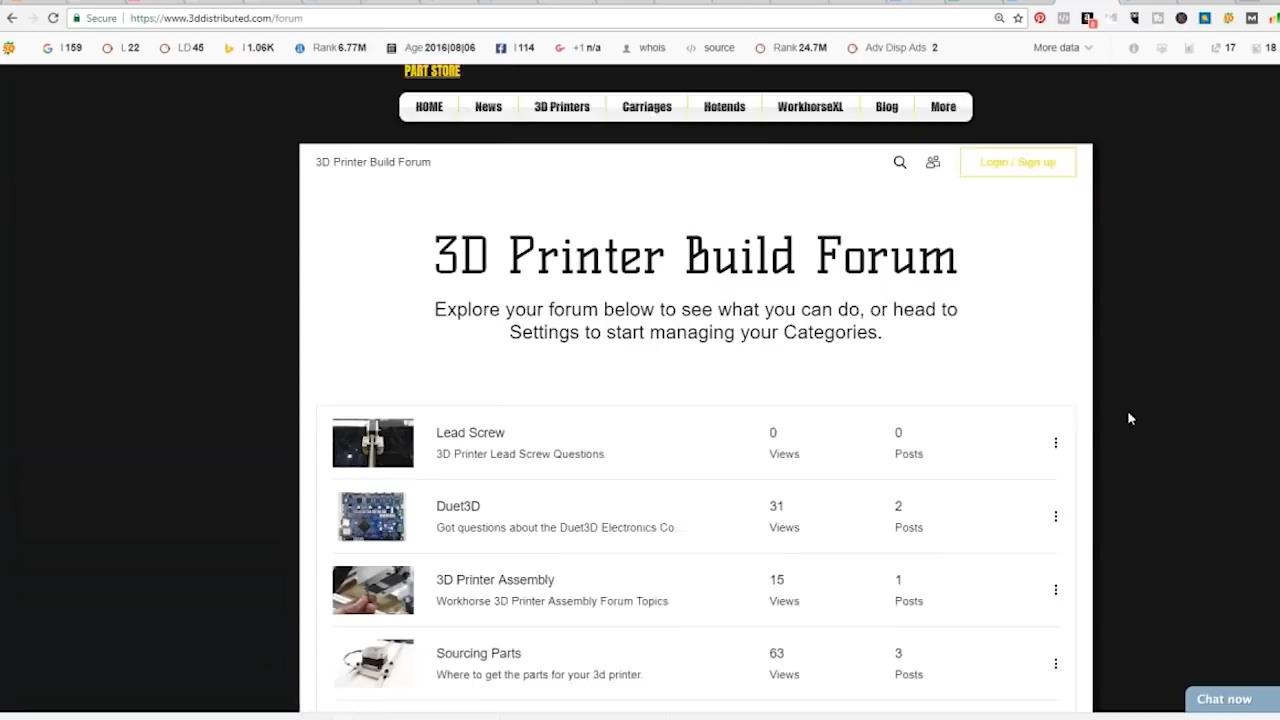 Secure https://www.3ddistributed.com/forum
I 159 L 22 LD 45 I 1.06K Rank 6.77M Age 2016|08|06 I 114 +1 n/a whois source Rank 24.7M Adv Disp Ads 2 More data 17 18
PART STORE
HOME News 3D Printers Carriages Hotends WorkhorseXL Blog More
3D Printer Build Forum Login / Sign up
3D Printer Build Forum
Explore your forum below to see what you can do, or head to
Settings to start managing your Categories.
Lead Screw 0 0
3D Printer Lead Screw Questions Views Posts
Duet3D 31 2
Got questions about the Duet3D Electronics Co... Views Posts
3D Printer Assembly 15 1
Workhorse 3D Printer Assembly Forum Topics Views Posts
Sourcing Parts 63 3
Where to get the parts for your 3d printer. Views Posts
Chat now